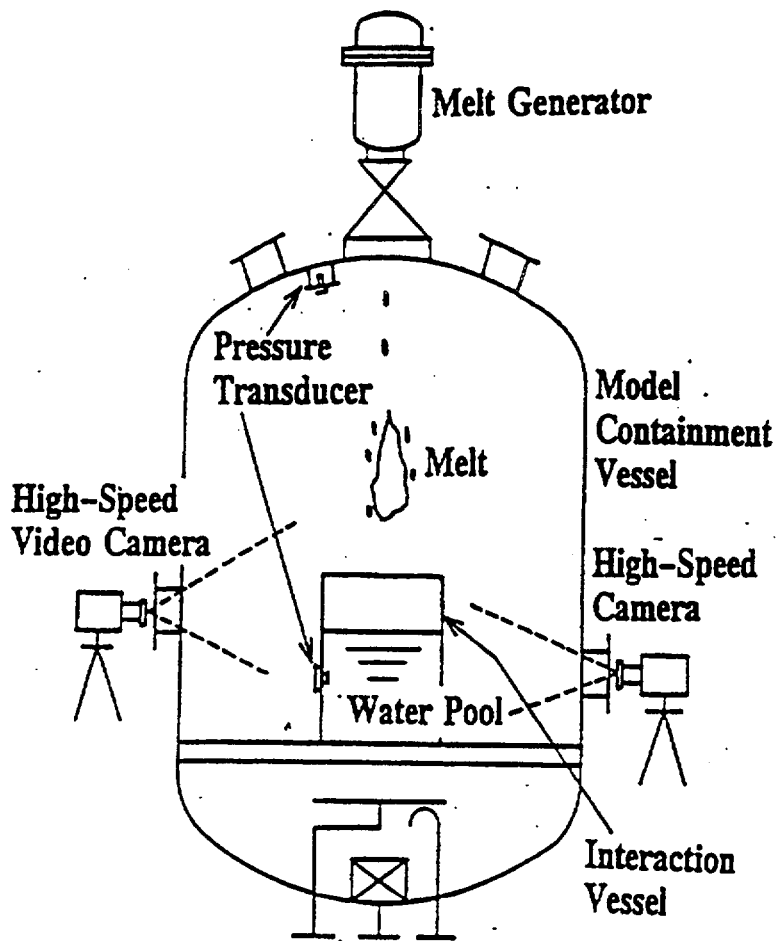 Melt Generator
Pressure
Transducer
Model
Containment
Vessel
Melt
High-Speed
Video Camera
High-Speed
Camera
Water Pool
Interaction
Vessel